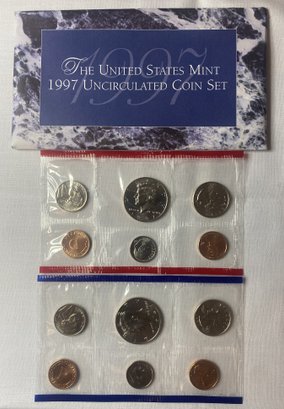 1997
THE UNITED STATES MINT
1997 UNCIRCULATED COIN SET